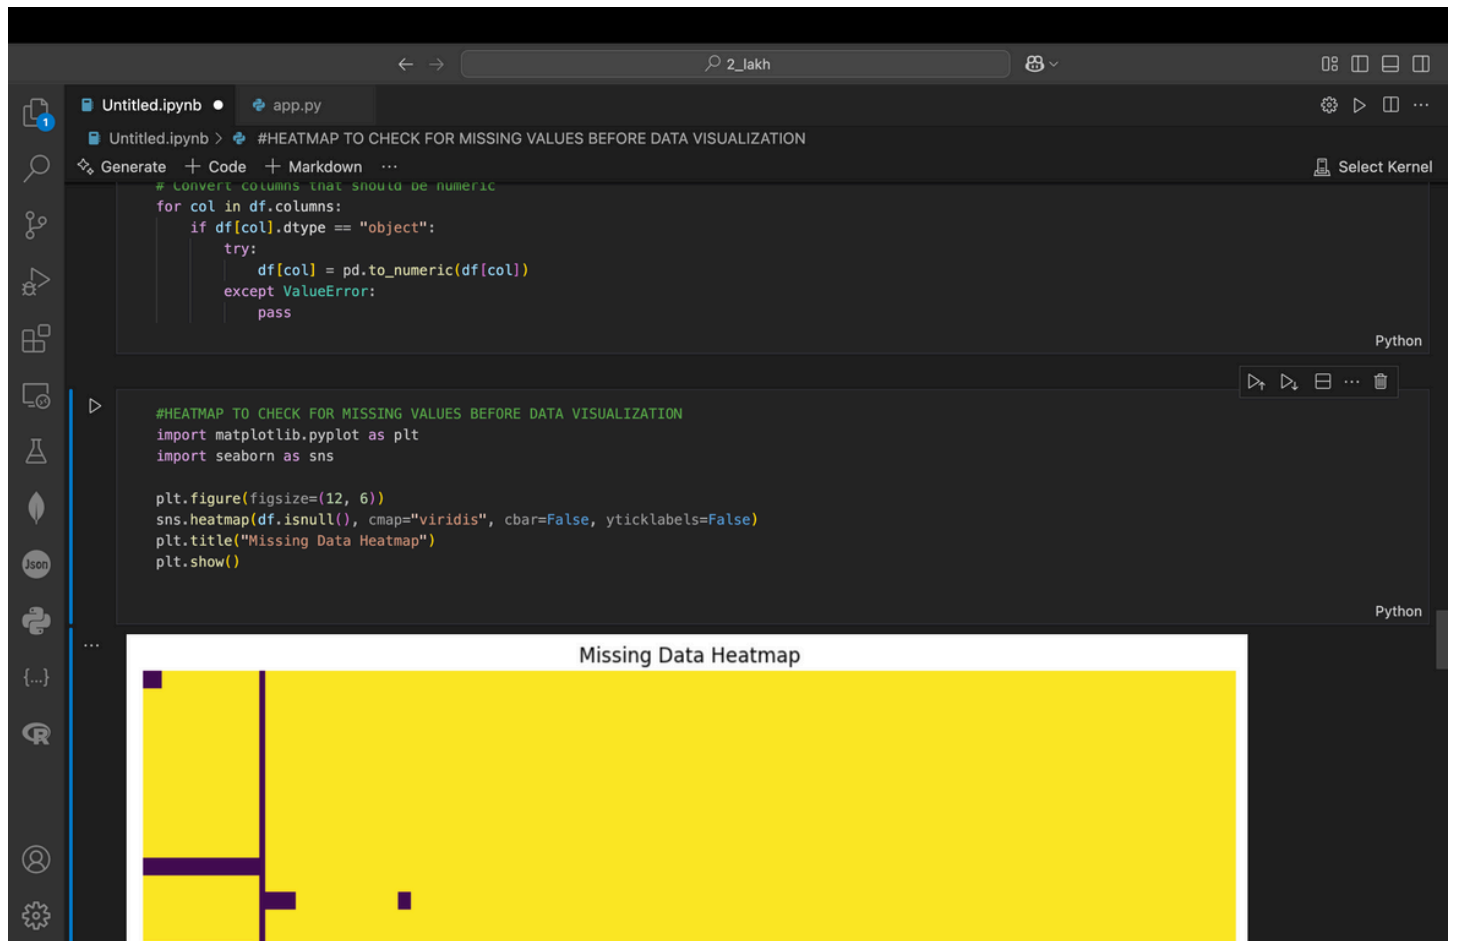 2_lakh
Untitled.ipynb
app.py
1
Untitled.ipynb > #HEATMAP TO CHECK FOR MISSING VALUES BEFORE DATA VISUALIZATION
Generate + Code + Markdown ...
Select Kernel
# Convert columns that should be numeric
for col in df.columns:
if df[col].dtype == "object":
try:
df[col] = pd.to_numeric(df[col])
except ValueError:
pass
Python
#HEATMAP TO CHECK FOR MISSING VALUES BEFORE DATA VISUALIZATION
import matplotlib.pyplot as plt
import seaborn as sns
plt.figure(figsize=(12, 6))
sns.heatmap(df.isnull(), cmap="viridis", cbar=False, yticklabels=False)
plt.title("Missing Data Heatmap")
plt.show()
Json
Python
{...}
R
Missing Data Heatmap